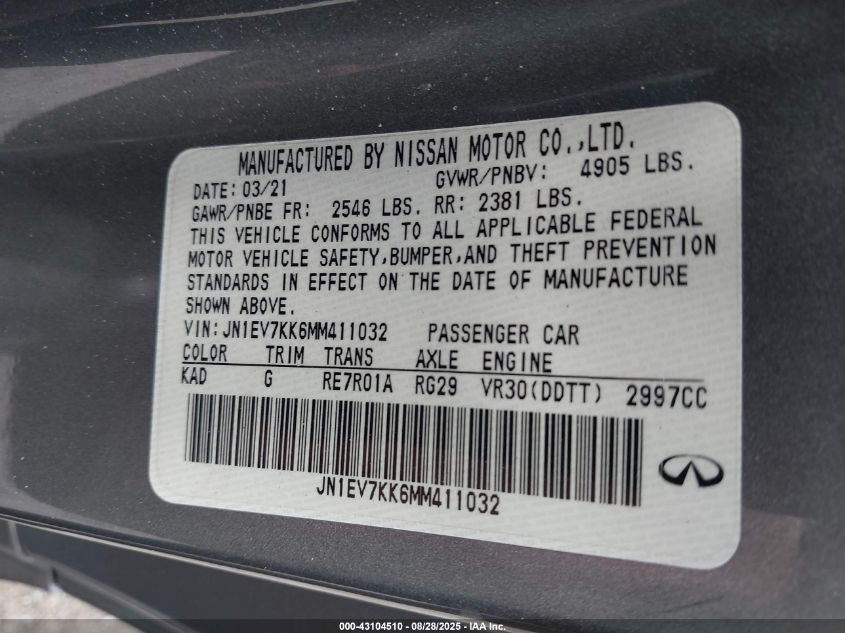 MANUFACTURED BY NISSAN MOTOR CO.,LTD.
DATE: 03/21 GVWR/PNBV: 4905 LBS.
GAWR/PNBE FR: 2546 LBS. RR: 2381 LBS.
THIS VEHICLE CONFORMS TO ALL APPLICABLE FEDERAL
MOTOR VEHICLE SAFETY,BUMPER,AND THEFT PREVENTION
STANDARDS IN EFFECT ON THE DATE OF MANUFACTURE
SHOWN ABOVE.
VIN: JN1EV7KK6MM411032 PASSENGER CAR
COLOR TRIM TRANS AXLE ENGINE
KAD G RE7R01A RG29 VR30(DDTT) 2997CC
JN1EV7KK6MM411032
000-43104510 08/28/2025 - IAA Inc.